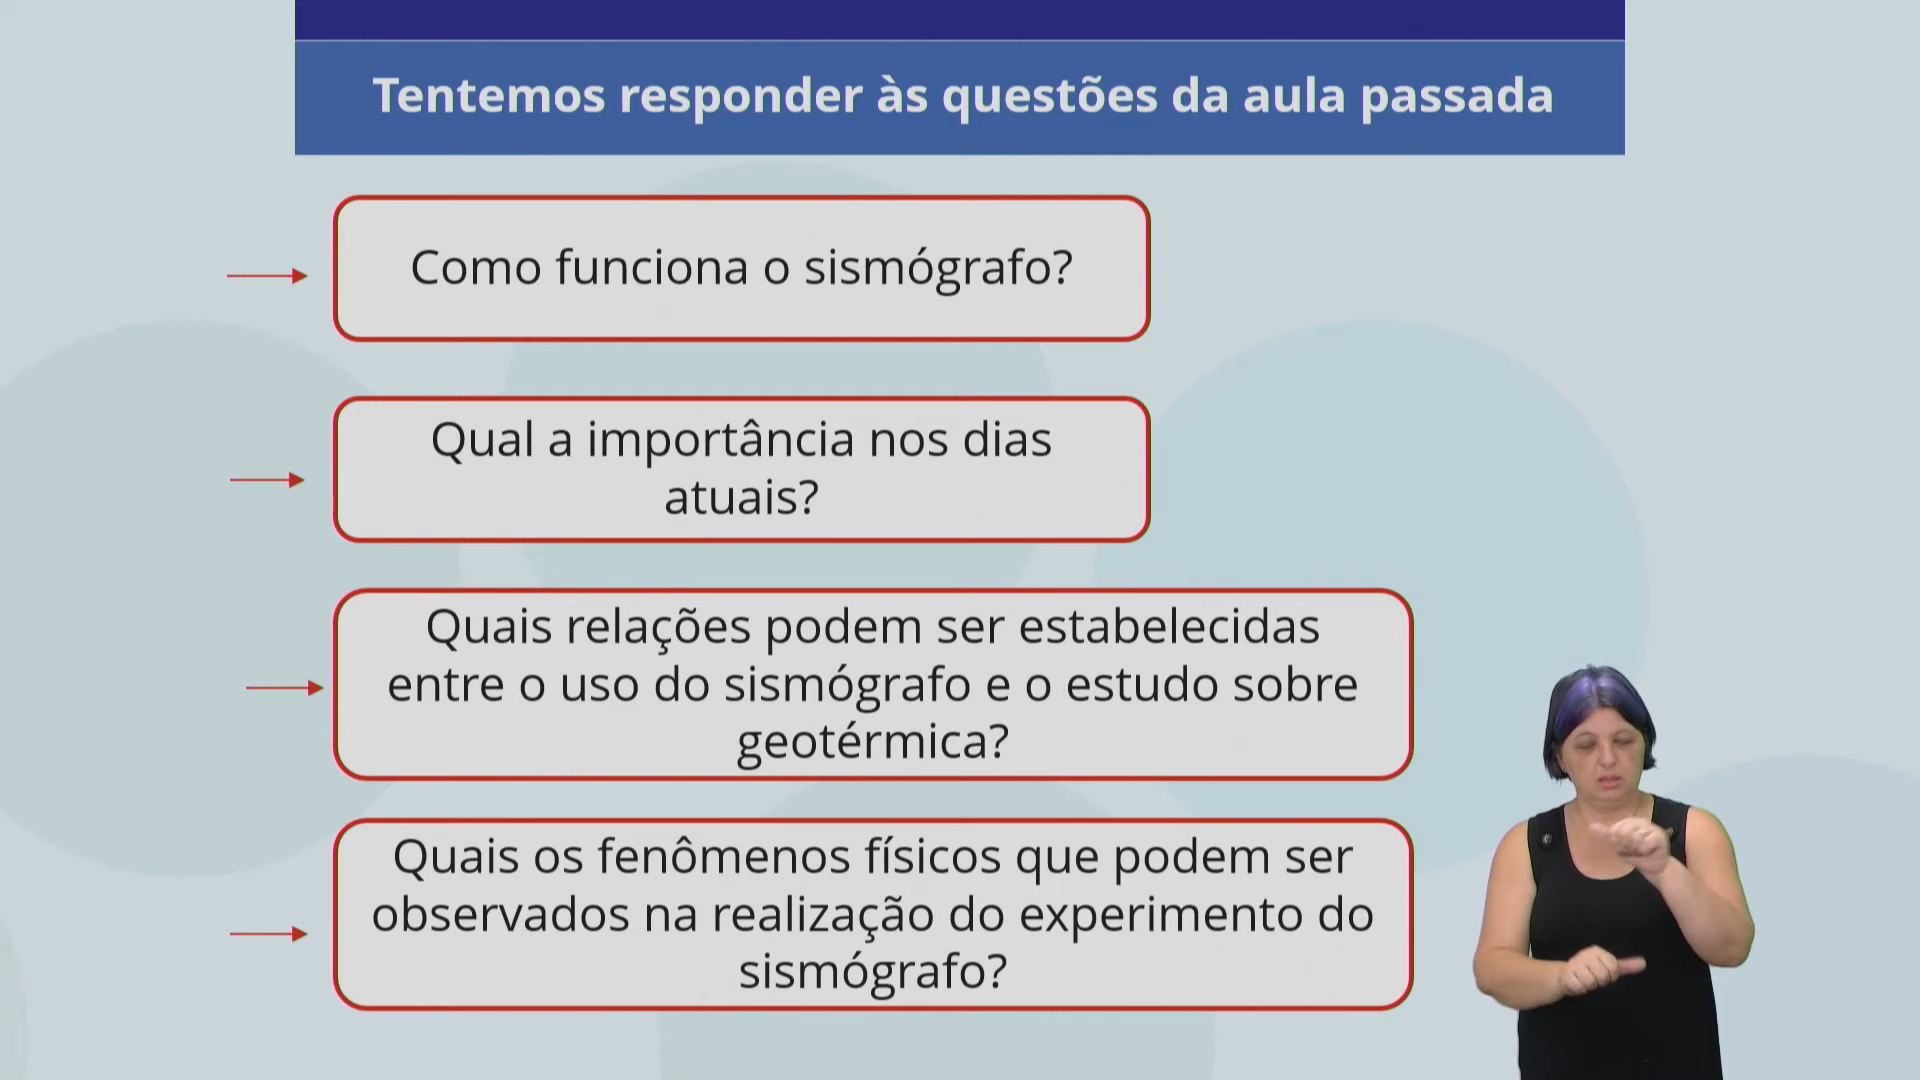 Tentemos responder às questões da aula passada
Como funciona o sismógrafo?
Qual a importância nos dias
atuais?
Quais relações podem ser estabelecidas
entre o uso do sismógrafo e o estudo sobre
geotérmica?
Quais os fenômenos físicos que podem ser
observados na realização do experimento do
sismógrafo?